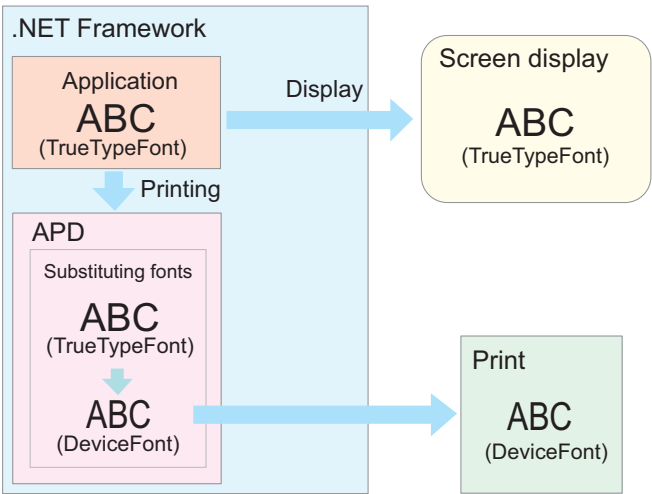 .NET Framework
Application
ABC
(TrueTypeFont)
Display
Screen display
ABC
(TrueTypeFont)
Printing
APD
Substituting fonts
ABC
(TrueTypeFont)
ABC
(DeviceFont)
Print
ABC
(DeviceFont)